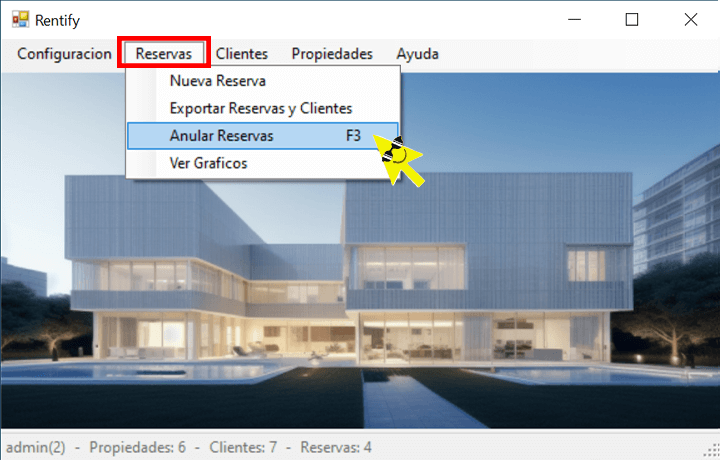 Rentify
Configuracion Reservas Clientes Propiedades Ayuda
Nueva Reserva
Exportar Reservas y Clientes
Anular Reservas F3
Ver Graficos
admin(2) - Propiedades: 6 - Clientes: 7 - Reservas: 4